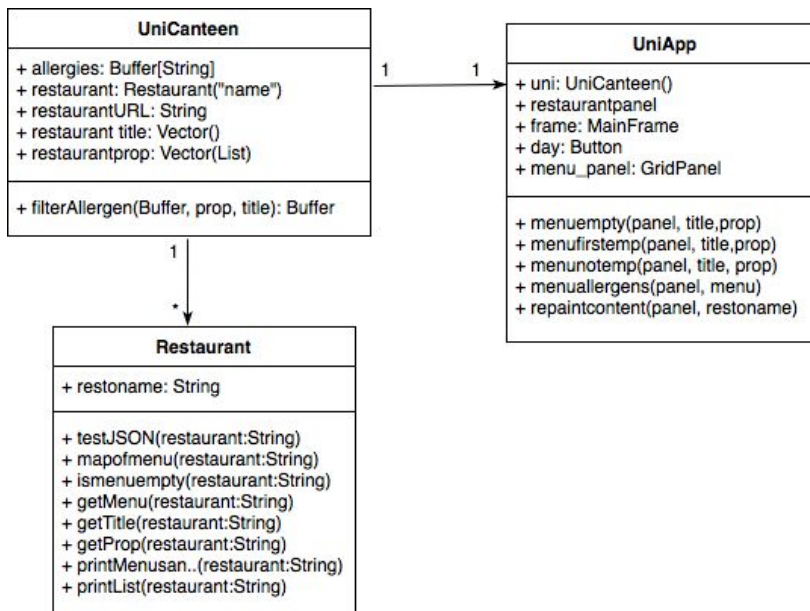 UniCanteen
+ allergies: Buffer[String]
+ restaurant: Restaurant("name")
+ restaurantURL: String
+ restaurant title: Vector()
+ restaurantprop: Vector(List)
+ filterAllergen(Buffer, prop, title): Buffer
1
1
UniApp
+ uni: UniCanteen()
+ restaurantpanel
+ frame: MainFrame
+ day: Button
+ menu_panel: GridPanel
+ menuempty(panel, title,prop)
+ menufirstemp(panel, title,prop)
+ menunotemp(panel, title, prop)
+ menuallergens(panel, menu)
+ repaintcontent(panel, restoname)
1
*
Restaurant
+ restoname: String
+ testJSON(restaurant:String)
+ mapofmenu(restaurant:String)
+ ismenuempty(restaurant:String)
+ getMenu(restaurant:String)
+ getTitle(restaurant:String)
+ getProp(restaurant:String)
+ printMenusan..(restaurant:String)
+ printList(restaurant:String)